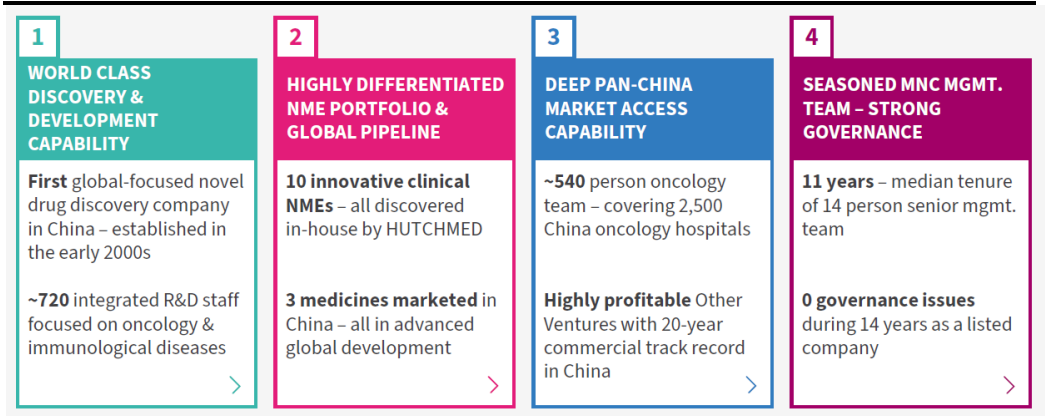 1
WORLD CLASS
DISCOVERY &
DEVELOPMENT
CAPABILITY
First global-focused novel
drug discovery company
in China – established in
the early 2000s
~720 integrated R&D staff
focused on oncology &
immunological diseases
2
HIGHLY DIFFERENTIATED
NME PORTFOLIO &
GLOBAL PIPELINE
10 innovative clinical
NMEs – all discovered
in-house by HUTCHMED
3 medicines marketed in
China – all in advanced
global development
3
DEEP PAN-CHINA
MARKET ACCESS
CAPABILITY
~540 person oncology
team – covering 2,500
China oncology hospitals
Highly profitable Other
Ventures with 20-year
commercial track record
in China
4
SEASONED MNC MGMT.
TEAM – STRONG
GOVERNANCE
11 years – median tenure
of 14 person senior mgmt.
team
0 governance issues
during 14 years as a listed
company